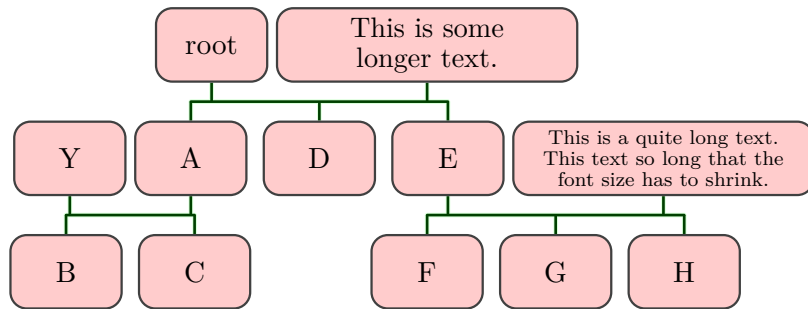 root
This is some
longer text.
Y
A
D
E
This is a quite long text.
This text so long that the
font size has to shrink.
B
C
F
G
H